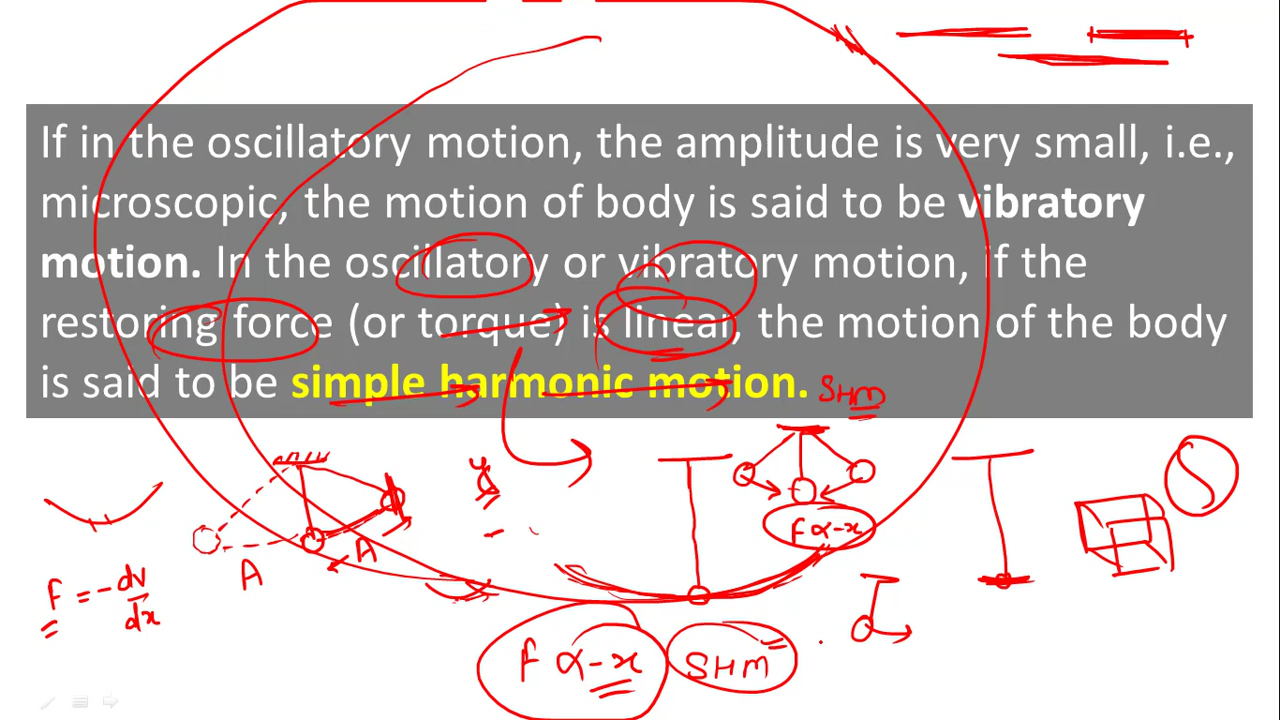 If in the oscillatory motion, the amplitude is very small, i.e.,
microscopic, the motion of body is said to be vibratory
motion. In the oscillatory or vibratory motion, if the
restoring force (or torque) is linear, the motion of the body
is said to be simple harmonic motion. SHM
F α -x
A
A
F = -dv/dx
F α -x SHM